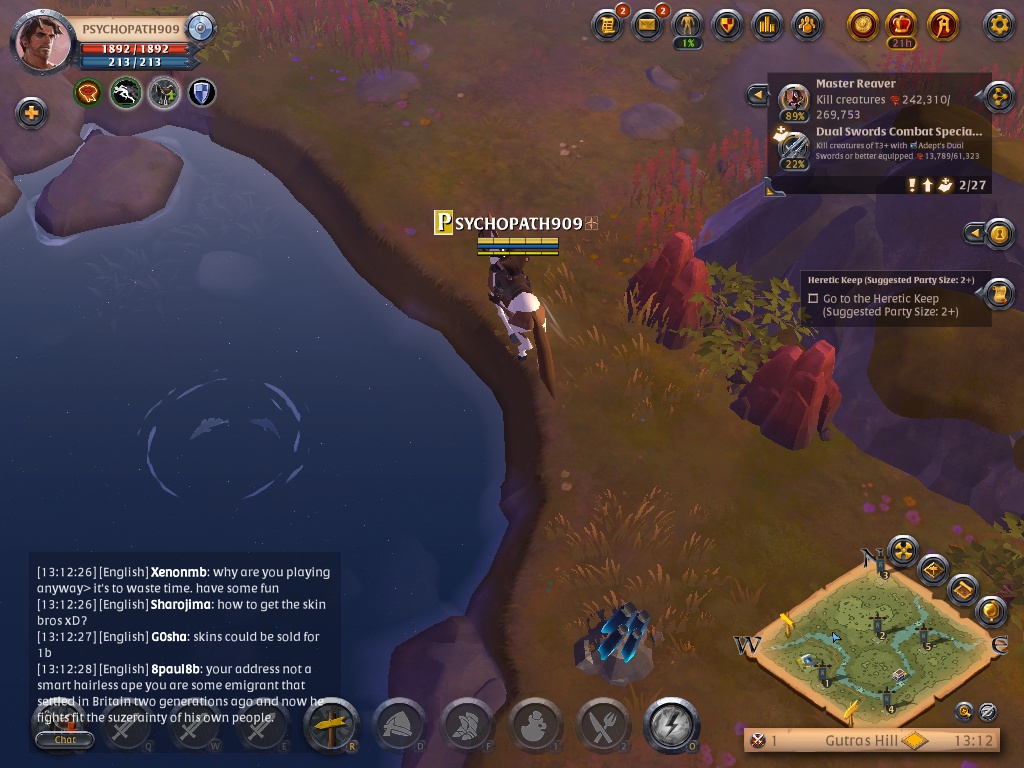 PSYCHOPATH909
1892 / 1892
213 / 213
2
2
1%
21h
Master Reaver
Kill creatures 242,310/
269,753
89%
Dual Swords Combat Specia...
Kill creatures of T3+ with Adept's Dual
Swords or better equipped 13,789/61,323
22%
2/27
PSYCHOPATH909
Heretic Keep (Suggested Party Size: 2+)
Go to the Heretic Keep
(Suggested Party Size: 2+)
[13:12:26] [English] Xenonmb: why are you playing
anyway> it's to waste time. have some fun
[13:12:26] [English] Sharojima: how to get the skin
bros xD?
[13:12:27] [English] G0sha: skins could be sold for
1b
[13:12:28] [English] 8paul8b: your address not a
smart hairless ape you are some emigrant that
settled in Britain two generations ago and now he
fights fit the suzerainty of his own people.
Chat
Q
W
E
R
D
F
1
2
O
N
W
E
3
2
5
1
4
1
Gutras Hill
13:12